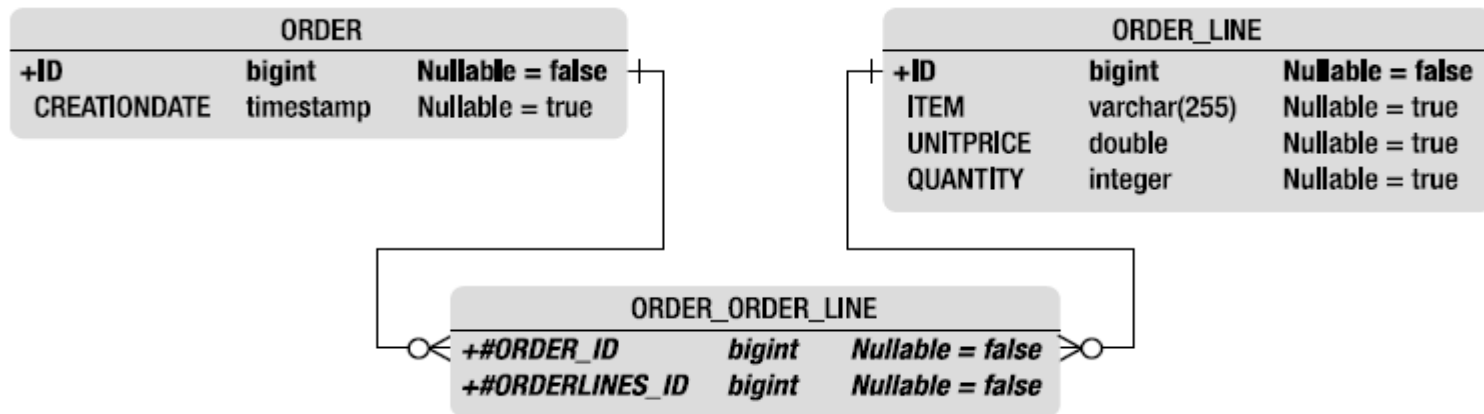 ORDER
+ID bigint Nullable = false
CREATIONDATE timestamp Nullable = true
ORDER_LINE
+ID bigint Nullable = false
ITEM varchar(255) Nullable = true
UNITPRICE double Nullable = true
QUANTITY integer Nullable = true
ORDER_ORDER_LINE
+#ORDER_ID bigint Nullable = false
+#ORDERLINES_ID bigint Nullable = false